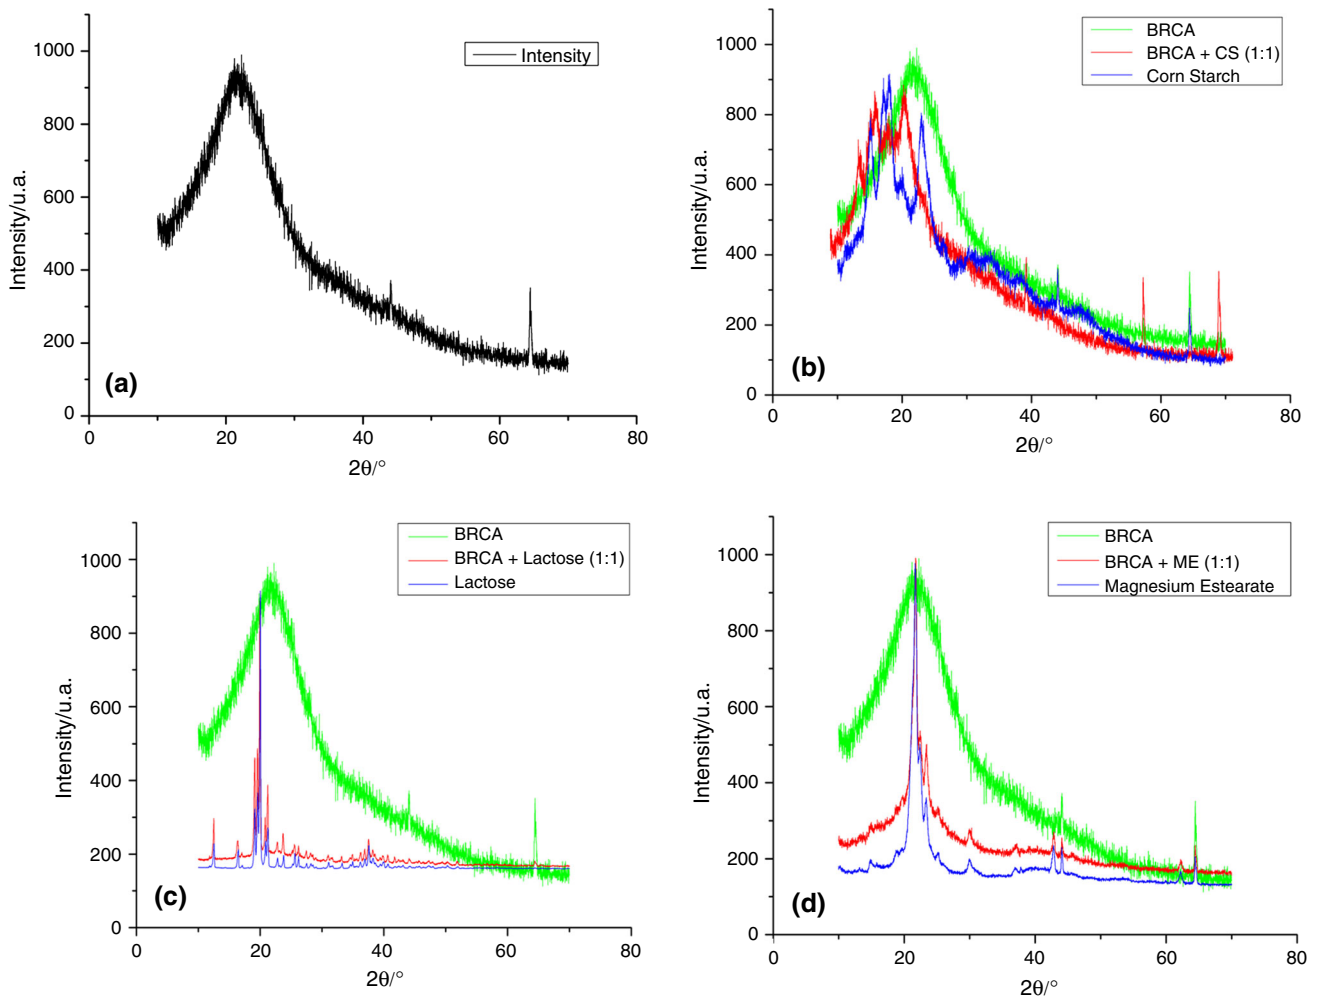 Intensity
1000
800
600
400
200
0
0 20 40 60 80
Intensity/u.a.
2θ/°
(a)
BRCA
BRCA + CS (1:1)
Corn Starch
1000
800
600
400
200
0
0 20 40 60 80
Intensity/u.a.
2θ/°
(b)
BRCA
BRCA + Lactose (1:1)
Lactose
1000
800
600
400
200
0
0 20 40 60 80
Intensity/u.a.
2θ/°
(c)
BRCA
BRCA + ME (1:1)
Magnesium Estearate
1000
800
600
400
200
0
0 20 40 60 80
Intensity/u.a.
2θ/°
(d)